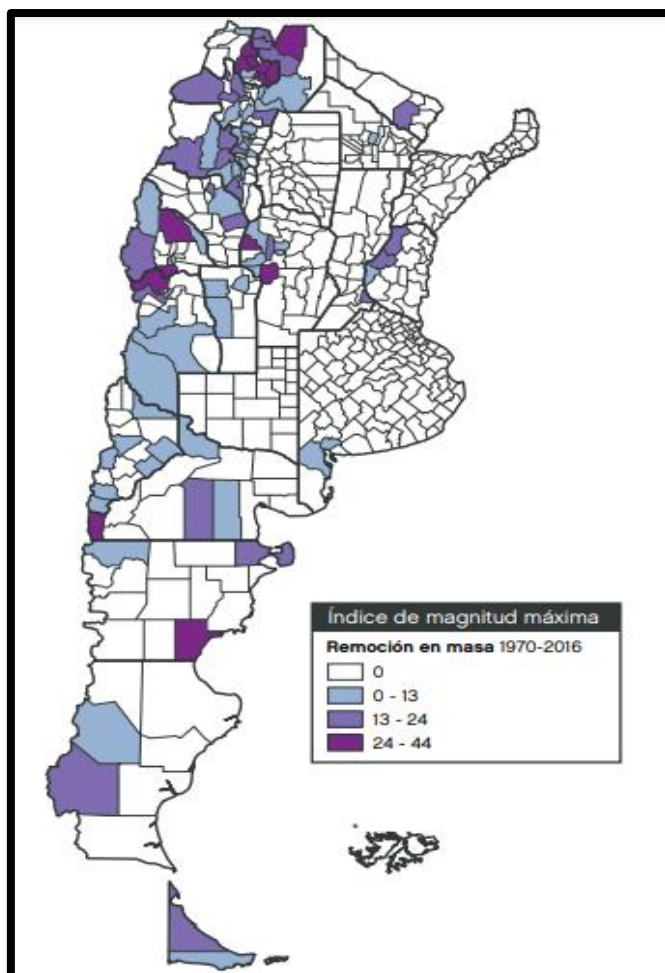 Índice de magnitud máxima
Remoción en masa 1970-2016
0
0 - 13
13 - 24
24 - 44